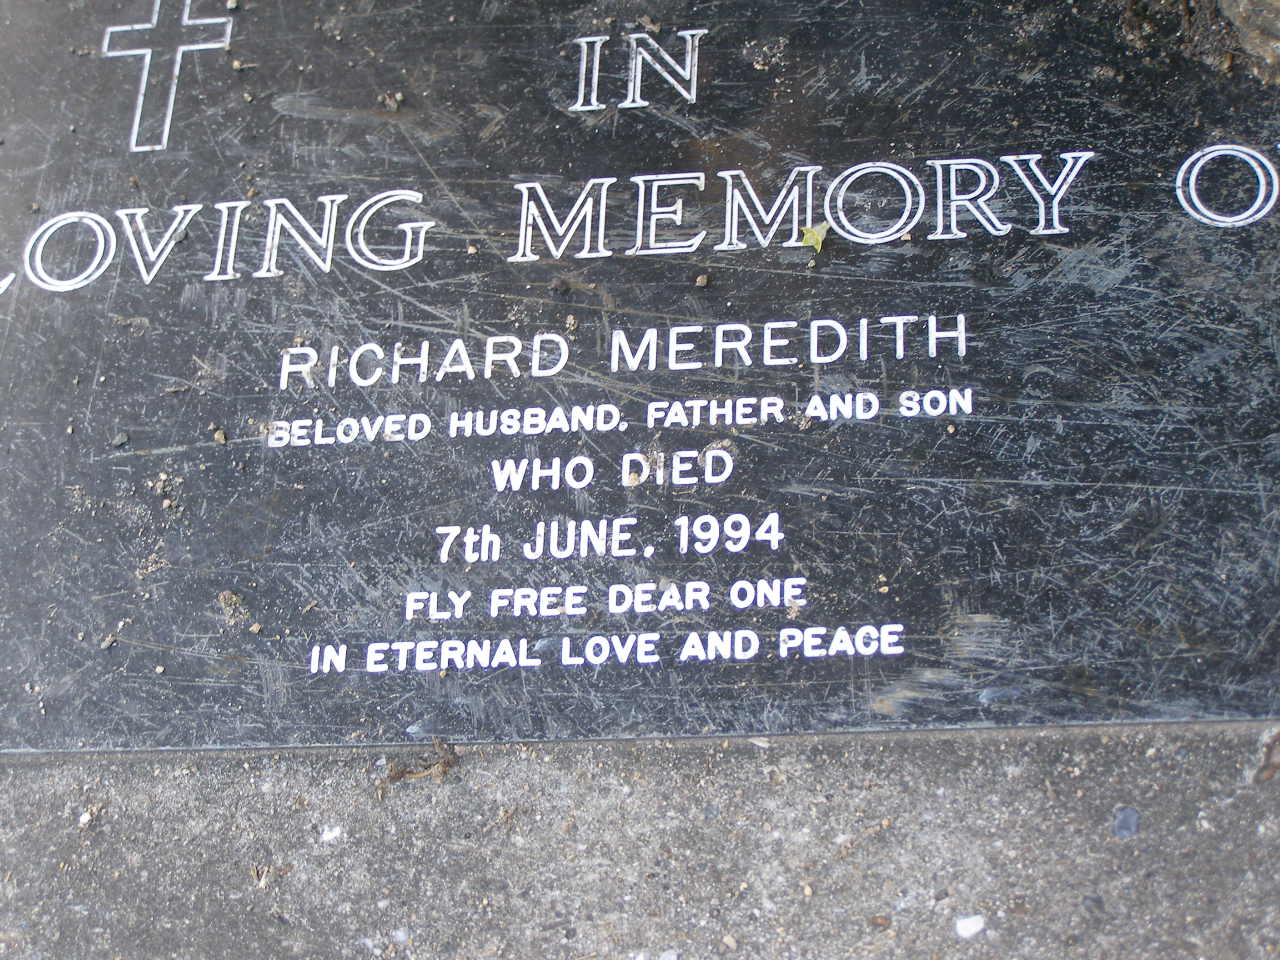 IN
LOVING MEMORY O
RICHARD MEREDITH
BELOVED HUSBAND, FATHER AND SON
WHO DIED
7th JUNE, 1994
FLY FREE DEAR ONE
IN ETERNAL LOVE AND PEACE